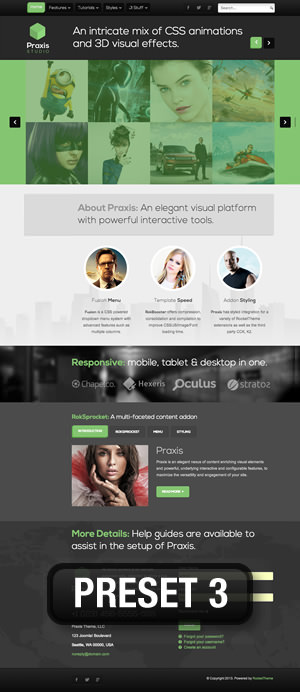 Home Features Tutorials Styles J! Stuff Search...
Praxis
STUDIO
An intricate mix of CSS animations
and 3D visual effects.
About Praxis: An elegant visual platform
with powerful interactive tools.
Fusion Menu
Template Speed
Addon Styling
Fusion is a CSS powered
dropdown menu system with
advanced features such as
multiple columns.
RokBooster offers compression,
consolidation and compilation to
improve CSS/JS/Image/Font
loading time.
Praxis has styled integration for a
variety of RocketTheme
extensions as well as the third
party CCK, K2.
Responsive: mobile, tablet & desktop in one.
Chapelco.
Hexeris
Oculus
stratoz
RokSprocket: A multi-faceted content addon
INTRODUCTION
ROKSPROCKET
MENU
STYLING
Praxis
Praxis is an elegant nexus of content enriching visual elements
and powerful, underlying interactive and configurable features, to
maximize the versatility and engagement of your site.
READ MORE
More Details: Help guides are available to
assist in the setup of Praxis.
PRESET 3
Praxis Theme, LLC
123 Joomla! Boulevard
Seattle, WA 00000, USA
noreply@domain.com
Forgot your password?
Forgot your username?
Create an account
Copyright © 2013. Powered by RocketTheme